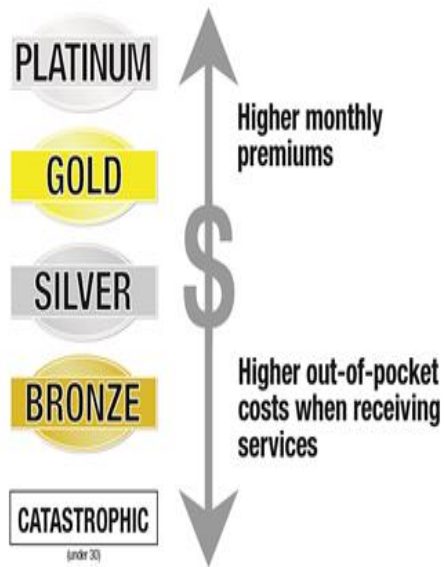 PLATINUM
Higher monthly
premiums
GOLD
$
SILVER
BRONZE
Higher out-of-pocket
costs when receiving
services
CATASTROPHIC
(under 30)